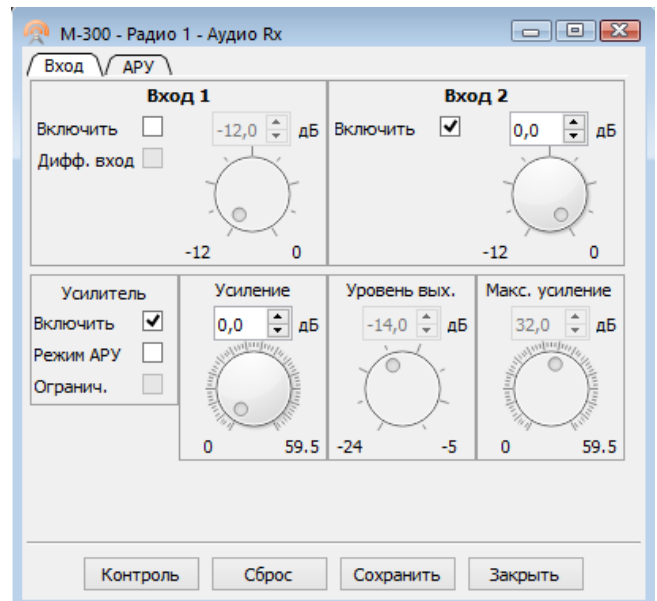 М-300 - Радио 1 - Аудио Rx
Вход АРУ
Вход 1
Включить -12,0 дБ
Дифф. вход
-12 0
Вход 2
Включить 0,0 дБ
-12 0
Усилитель
Включить
Режим АРУ
Огранич.
Усиление
0,0 дБ
0 59.5
Уровень вых.
-14,0 дБ
-24 -5
Макс. усиление
32,0 дБ
0 59.5
Контроль Сброс Сохранить Закрыть